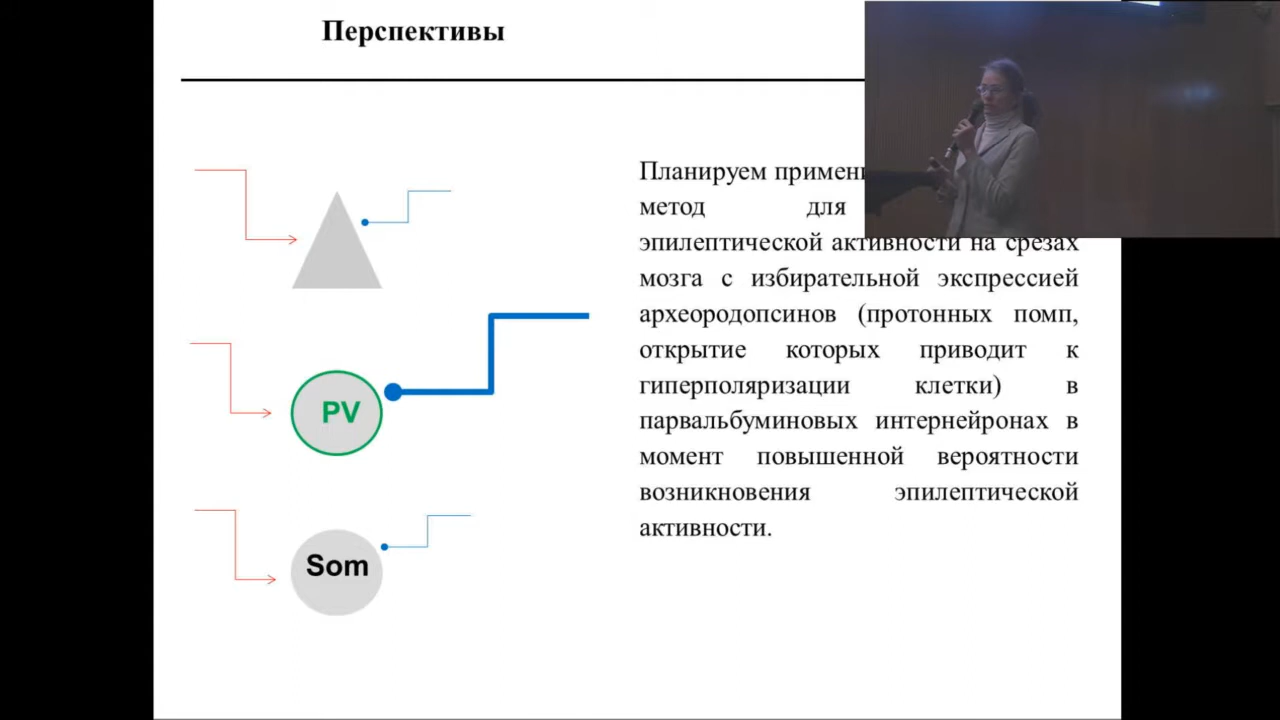 Перспективы
Планируем
метод для
эпилептической активности на срезах
мозга с избирательной экспрессией
археородопсинов (протонных помп,
открытие которых приводит к
гиперполяризации клетки) в
парвальбуминовых интернейронах в
момент повышенной вероятности
возникновения эпилептической
активности.
PV
Som